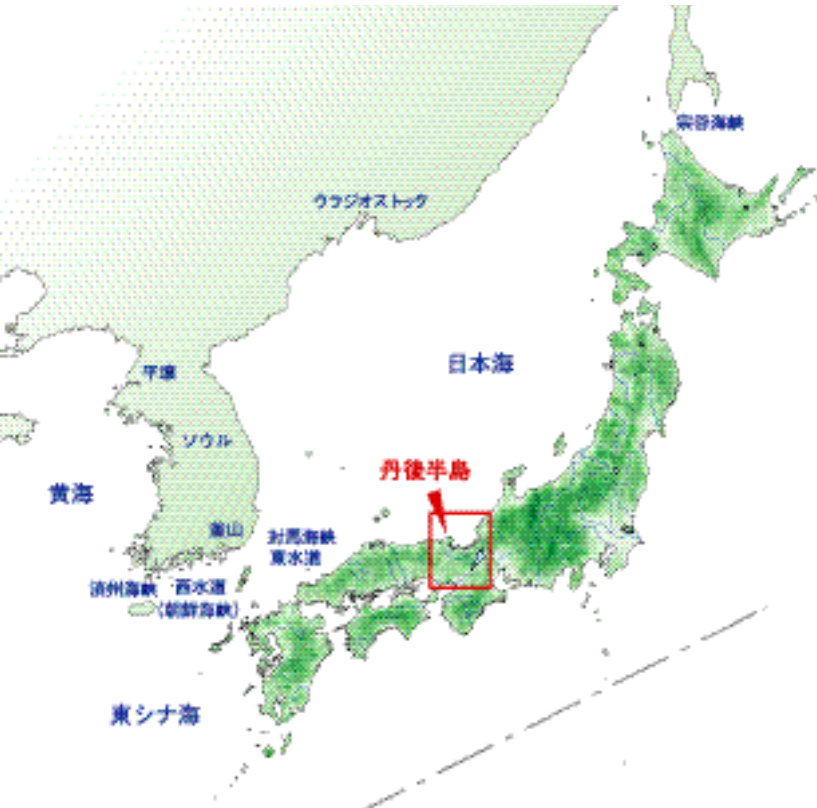 宗谷海峡
ウラジオストック
日本海
平壌
ソウル
丹後半島
黄海
釜山
対馬海峡
東水道
済州海峡
西水道
(朝鮮海峡)
東シナ海